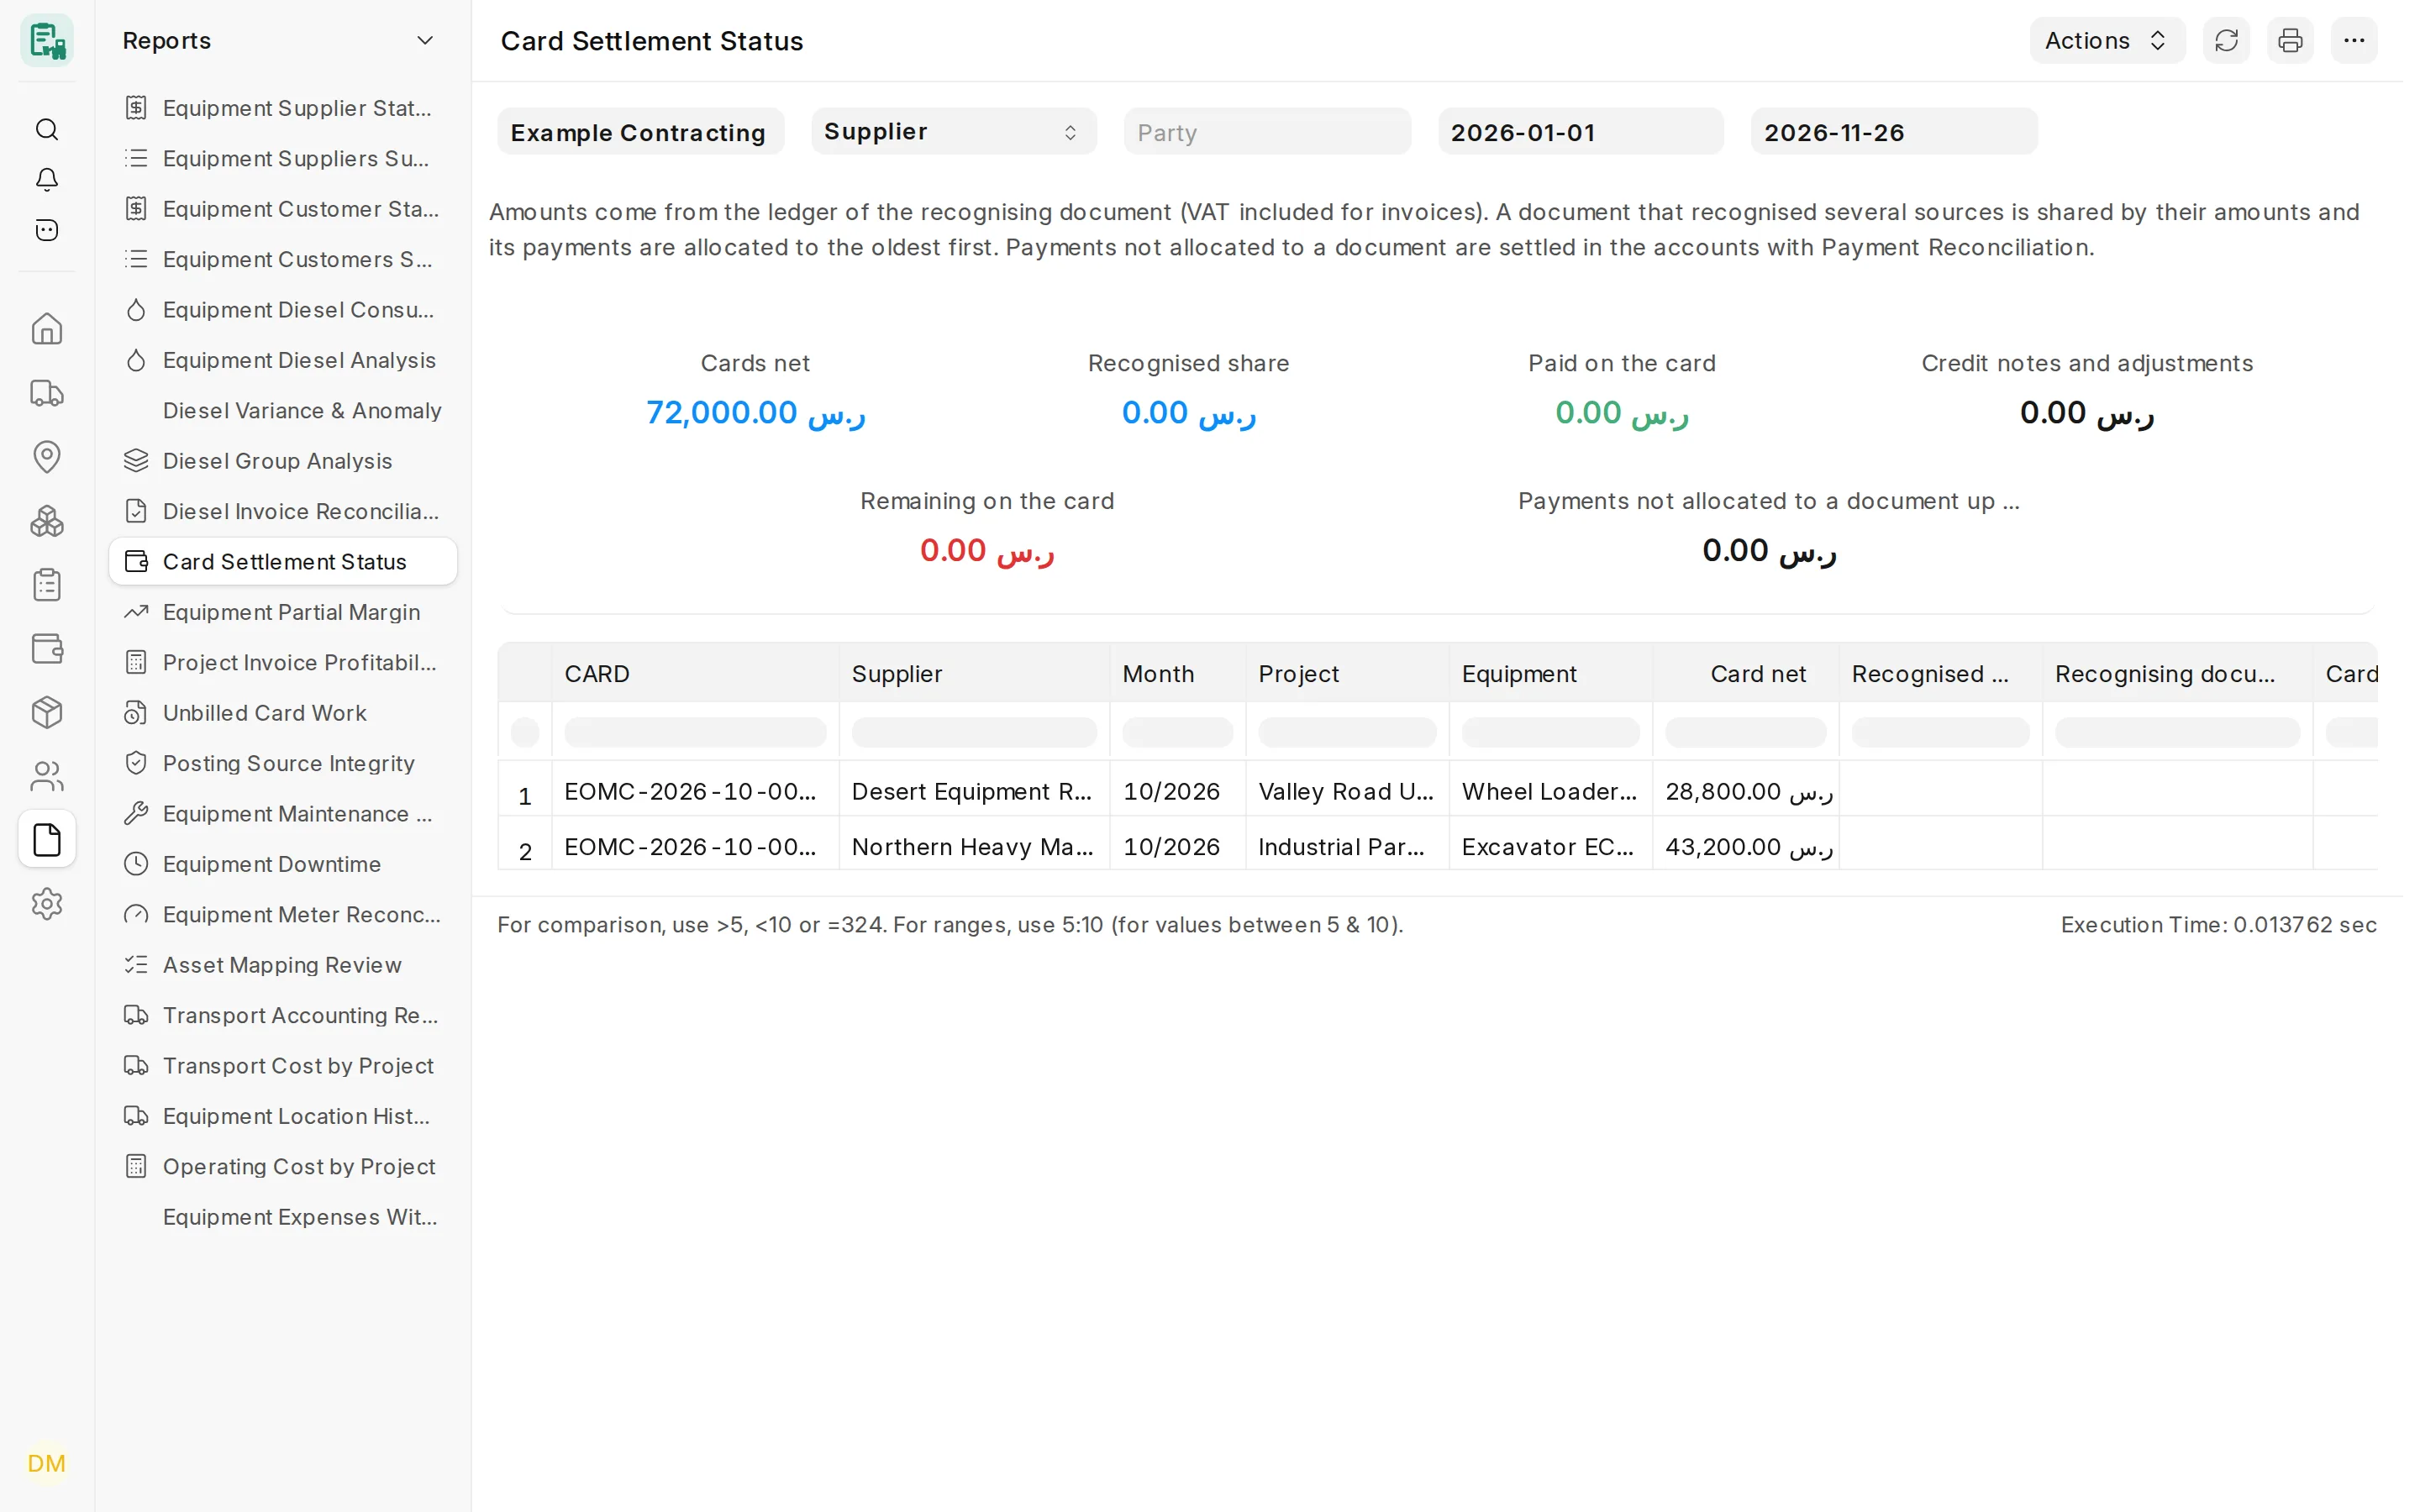 Reports
Equipment Supplier Stat...
Equipment Suppliers Su...
Equipment Customer Sta...
Equipment Customers S...
Equipment Diesel Consu...
Equipment Diesel Analysis
Diesel Variance & Anomaly
Diesel Group Analysis
Diesel Invoice Reconcilia...
Card Settlement Status
Equipment Partial Margin
Project Invoice Profitabil...
Unbilled Card Work
Posting Source Integrity
Equipment Maintenance ...
Equipment Downtime
Equipment Meter Reconc...
Asset Mapping Review
Transport Accounting Re...
Transport Cost by Project
Equipment Location Hist...
Operating Cost by Project
Equipment Expenses Wit...
DM
Card Settlement Status
Actions
Example Contracting Supplier Party 2026-01-01 2026-11-26
Amounts come from the ledger of the recognising document (VAT included for invoices). A document that recognised several sources is shared by their amounts and
its payments are allocated to the oldest first. Payments not allocated to a document are settled in the accounts with Payment Reconciliation.
Cards net Recognised share Paid on the card Credit notes and adjustments
72,000.00 ر.س 0.00 ر.س 0.00 ر.س 0.00 ر.س
Remaining on the card Payments not allocated to a document up ...
0.00 ر.س 0.00 ر.س
CARD Supplier Month Project Equipment Card net Recognised ... Recognising docu... Card
1 EOMC-2026-10-00... Desert Equipment R... 10/2026 Valley Road U... Wheel Loader... 28,800.00 ر.س
2 EOMC-2026-10-00... Northern Heavy Ma... 10/2026 Industrial Par... Excavator EC... 43,200.00 ر.س
For comparison, use >5, <10 or =324. For ranges, use 5:10 (for values between 5 & 10). Execution Time: 0.013762 sec